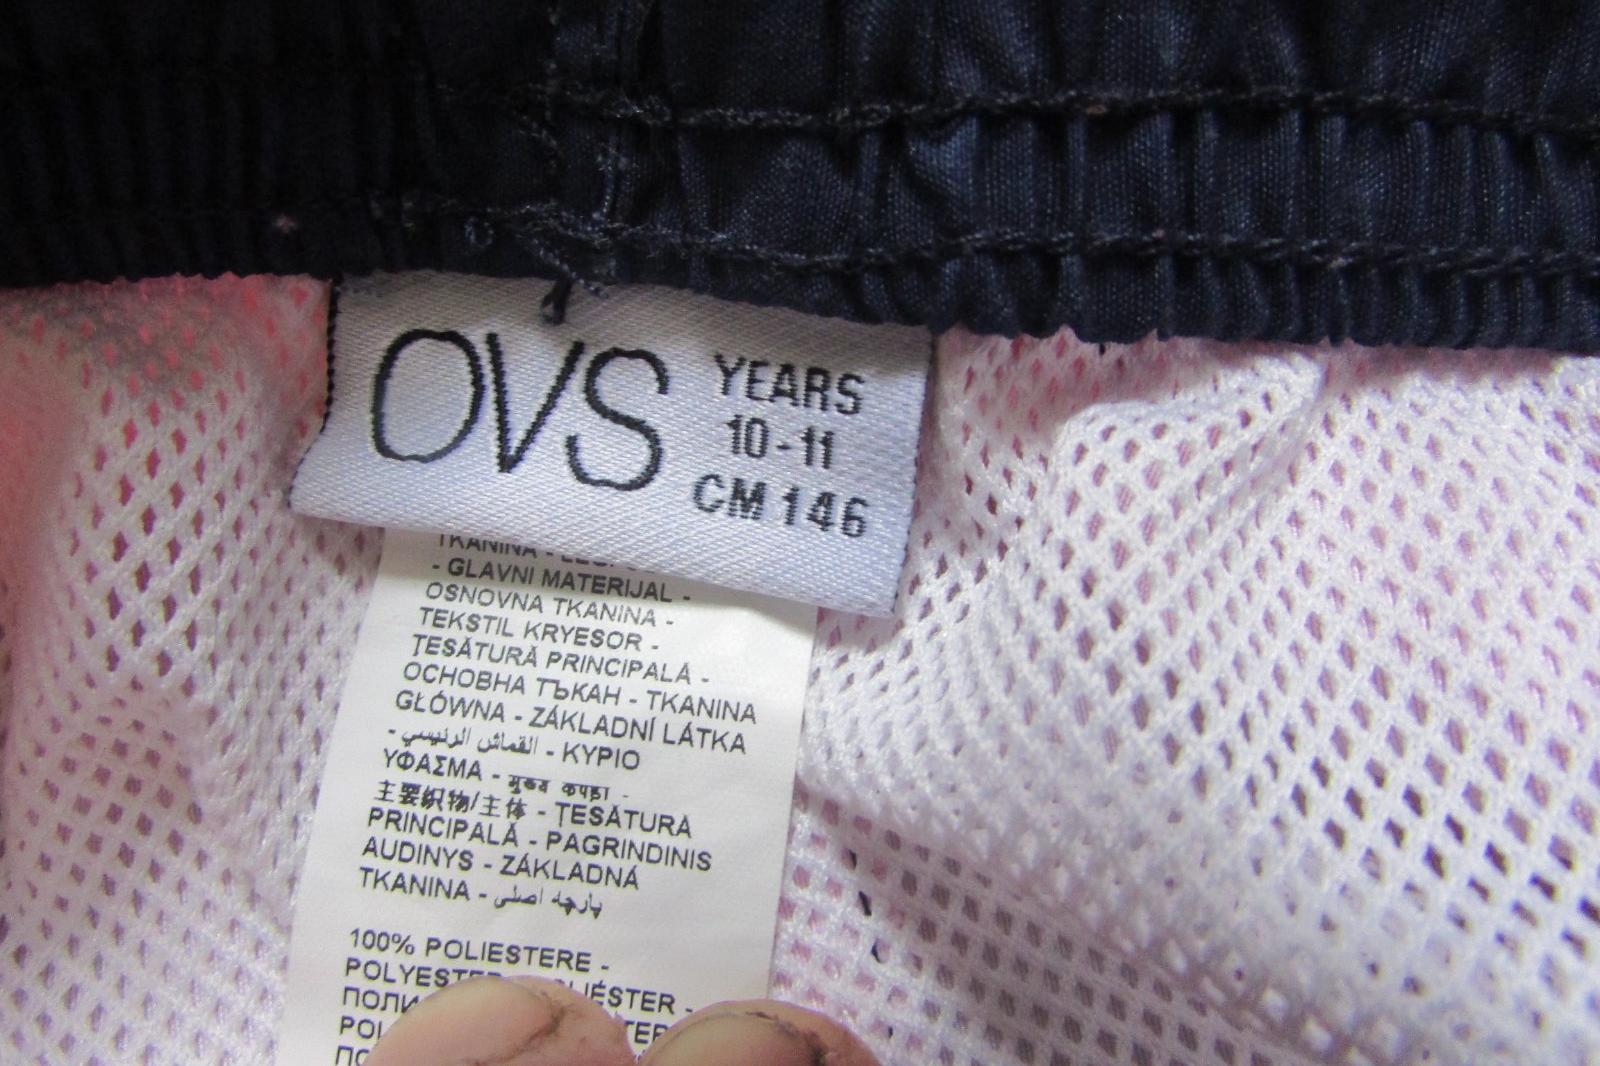 OVS
YEARS
10-11
CM 146
TKANINA -
- GLAVNI MATERIJAL -
OSNOVNA TKANINA -
TEKSTIL KRYESOR -
ŢESĂTURĂ PRINCIPALĂ -
ОСНОВНА ТЪКАН - TKANINA
GŁÓWNA - ZÁKLADNÍ LÁTKA
- القماش الرئيسي - ΚΥΡΙΟ
ΥΦΑΣΜΑ - मुख्य कपड़ा -
主要织物/主体 - ŢESĂTURĂ
PRINCIPALĂ - PAGRINDINIS
AUDINYS - ZÁKLADNÁ
TKANINA - پارچه اصلی
100% POLIESTERE -